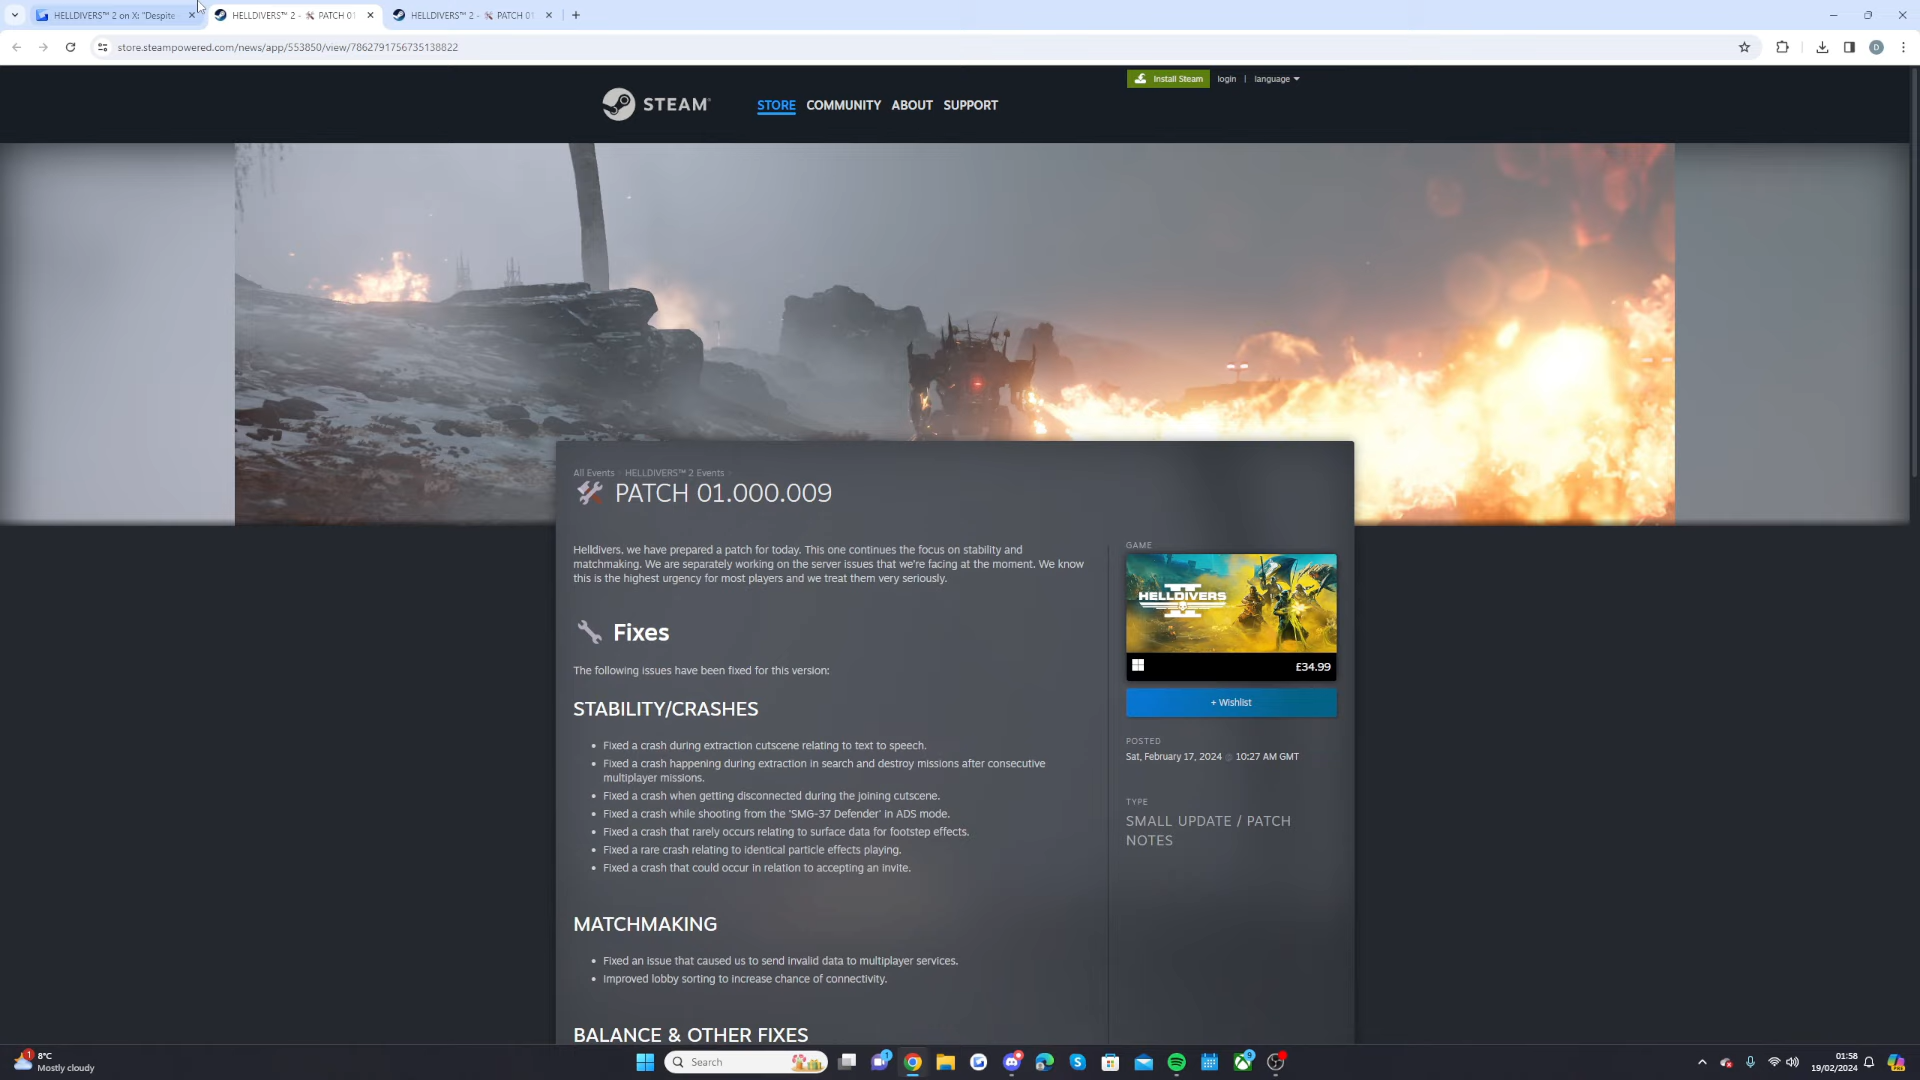 HELLDIVERS™ 2 on X: "Despite
HELLDIVERS™ 2 - 🛠 PATCH 01
HELLDIVERS™ 2 - 🛠 PATCH 01
store.steampowered.com/news/app/553850/view/7862791756735138822
D
Install Steam
login | language
STEAM®
STORE COMMUNITY ABOUT SUPPORT
All Events > HELLDIVERS™ 2 Events >
PATCH 01.000.009
Helldivers, we have prepared a patch for today. This one continues the focus on stability and
matchmaking. We are separately working on the server issues that we're facing at the moment. We know
this is the highest urgency for most players and we treat them very seriously.
Fixes
The following issues have been fixed for this version:
STABILITY/CRASHES
• Fixed a crash during extraction cutscene relating to text to speech.
• Fixed a crash happening during extraction in search and destroy missions after consecutive
multiplayer missions.
• Fixed a crash when getting disconnected during the joining cutscene.
• Fixed a crash while shooting from the 'SMG-37 Defender' in ADS mode.
• Fixed a crash that rarely occurs relating to surface data for footstep effects.
• Fixed a rare crash relating to identical particle effects playing.
• Fixed a crash that could occur in relation to accepting an invite.
MATCHMAKING
• Fixed an issue that caused us to send invalid data to multiplayer services.
• Improved lobby sorting to increase chance of connectivity.
BALANCE & OTHER FIXES
GAME
HELLDIVERS
£34.99
+ Wishlist
POSTED
Sat, February 17, 2024 @ 10:27 AM GMT
TYPE
SMALL UPDATE / PATCH
NOTES
1
8°C
Mostly cloudy
Search
1
9
01:58
19/02/2024